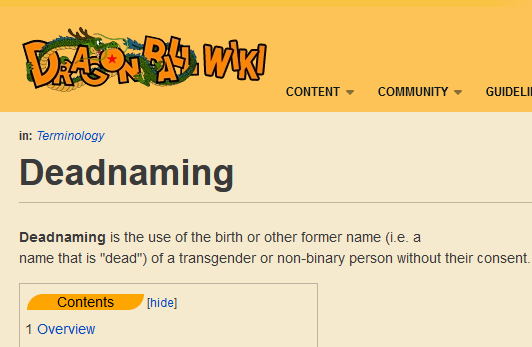 DRAGON BALL WIKI
CONTENT COMMUNITY GUIDELI
in: Terminology
Deadnaming
Deadnaming is the use of the birth or other former name (i.e. a
name that is "dead") of a transgender or non-binary person without their consent.
Contents [hide]
1 Overview